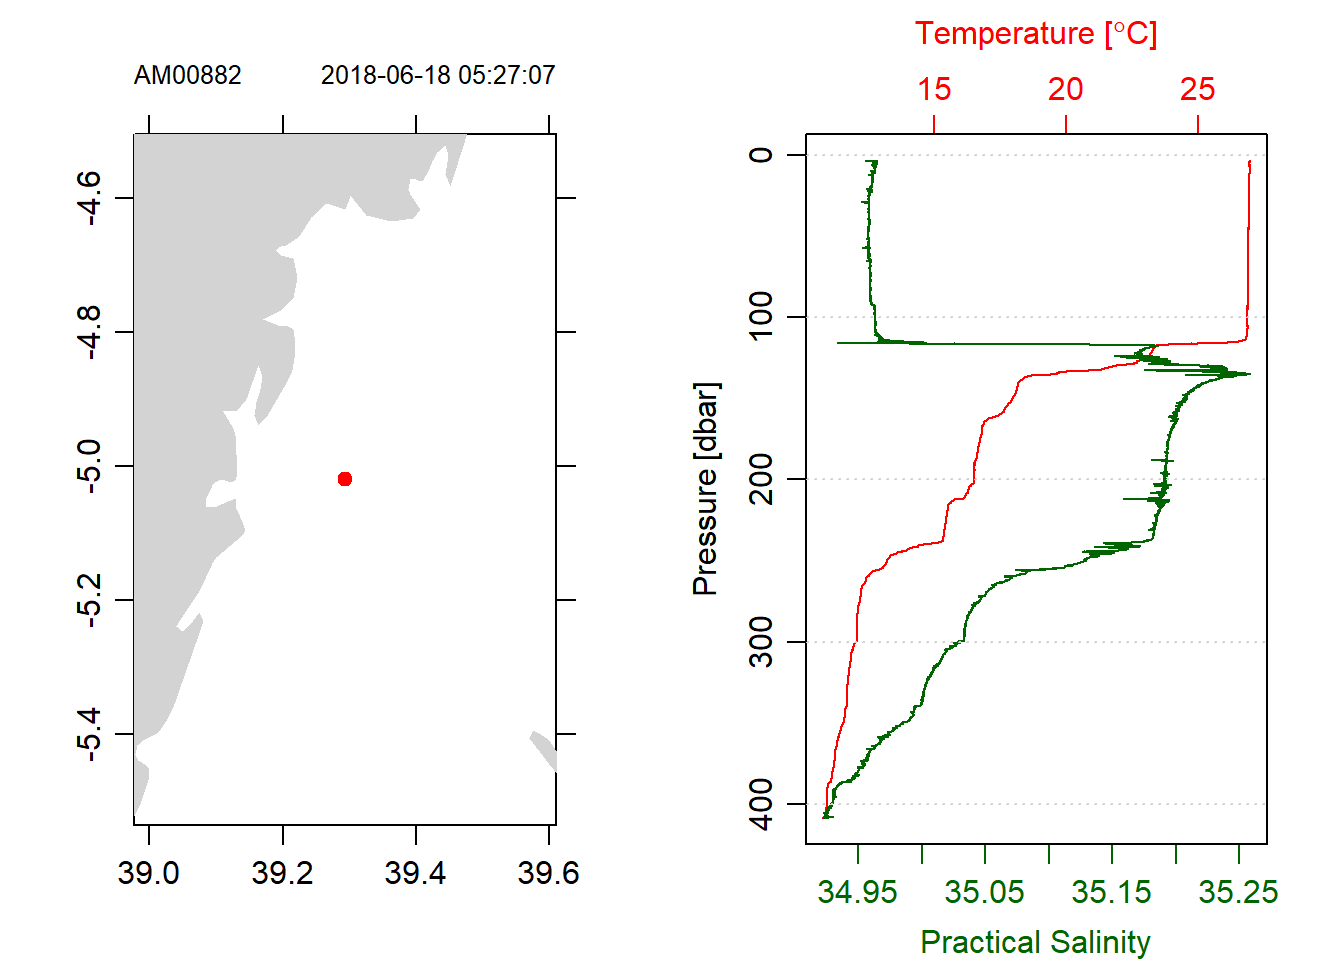 AM00882 2018-06-18 05:27:07
-4.6
-4.8
-5.0
-5.2
-5.4
39.0 39.2 39.4 39.6
Temperature [°C]
15 20 25
Pressure [dbar]
0
100
200
300
400
34.95 35.05 35.15 35.25
Practical Salinity